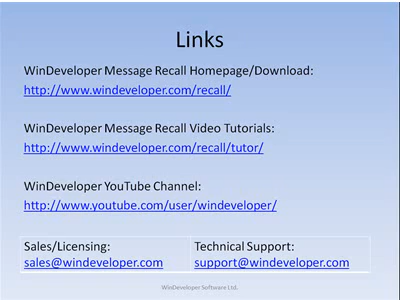 Links
WinDeveloper Message Recall Homepage/Download:
http://www.windeveloper.com/recall/
WinDeveloper Message Recall Video Tutorials:
http://www.windeveloper.com/recall/tutor/
WinDeveloper YouTube Channel:
http://www.youtube.com/user/windeveloper/
Sales/Licensing:
sales@windeveloper.com
Technical Support:
support@windeveloper.com
WinDeveloper Software Ltd.